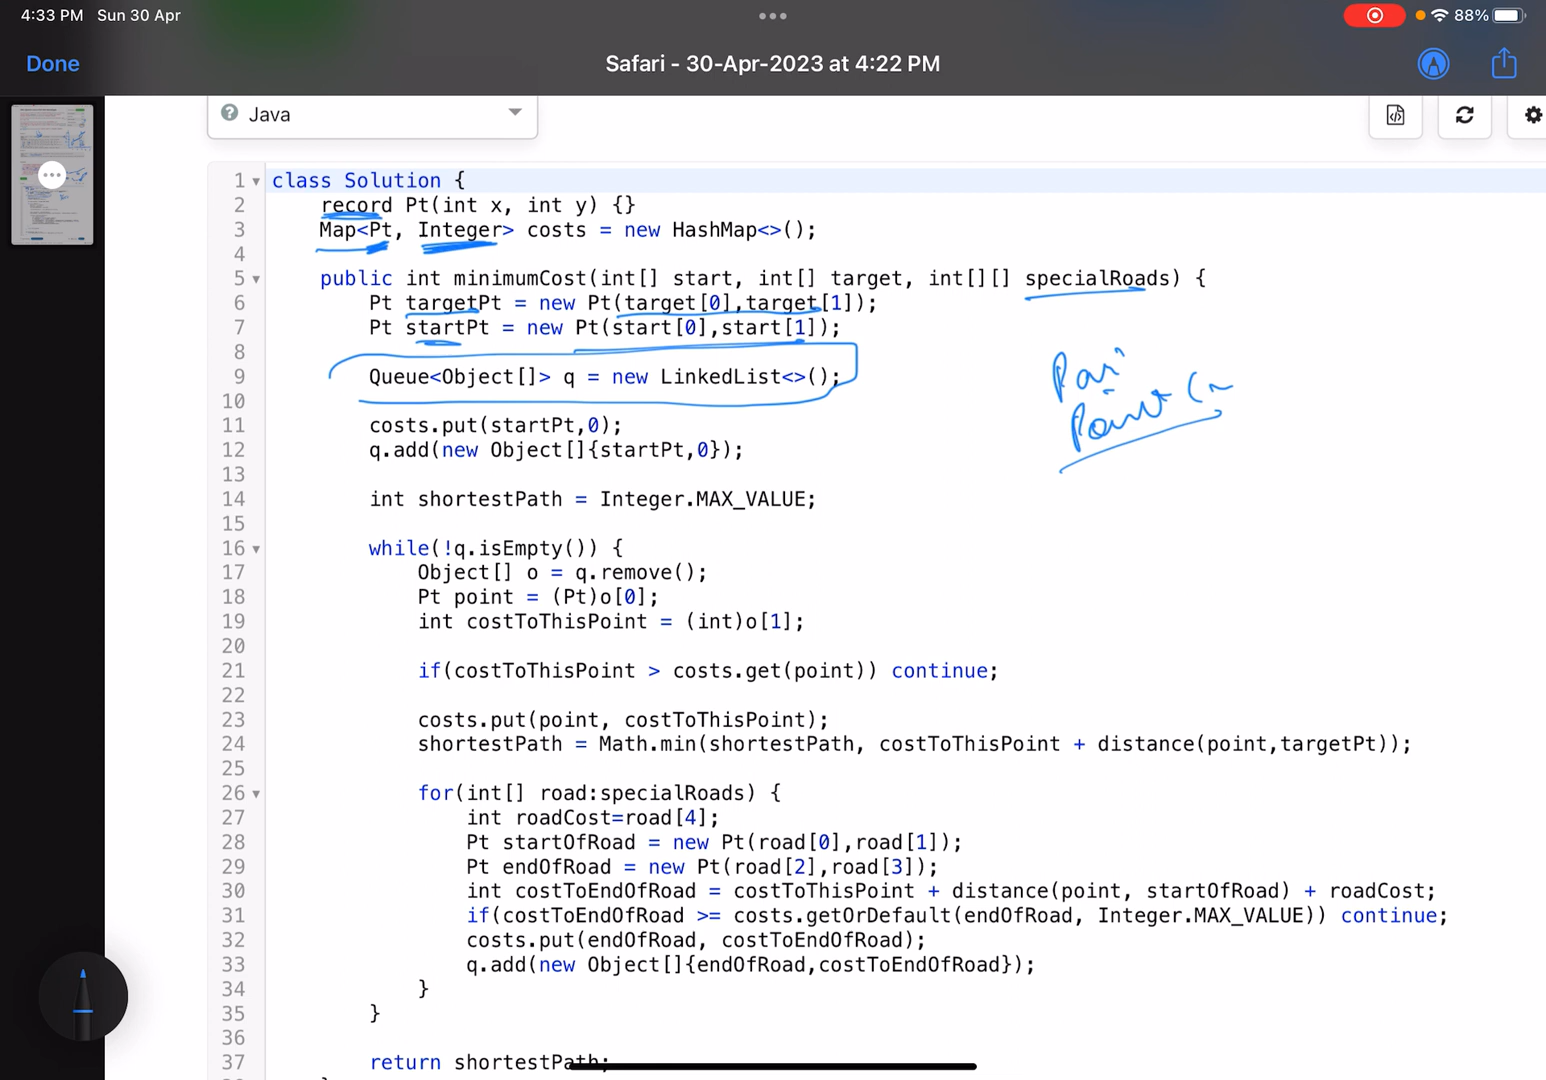 4:33 PM Sun 30 Apr
88%
Done
Safari - 30-Apr-2023 at 4:22 PM
Java
1 class Solution {
2 record Pt(int x, int y) {}
3 Map<Pt, Integer> costs = new HashMap<>();
4
5 public int minimumCost(int[] start, int[] target, int[][] specialRoads) {
6 Pt targetPt = new Pt(target[0],target[1]);
7 Pt startPt = new Pt(start[0],start[1]);
8
9 Queue<Object[]> q = new LinkedList<>();
10
11 costs.put(startPt,0);
12 q.add(new Object[]{startPt,0});
13
14 int shortestPath = Integer.MAX_VALUE;
15
16 while(!q.isEmpty()) {
17 Object[] o = q.remove();
18 Pt point = (Pt)o[0];
19 int costToThisPoint = (int)o[1];
20
21 if(costToThisPoint > costs.get(point)) continue;
22
23 costs.put(point, costToThisPoint);
24 shortestPath = Math.min(shortestPath, costToThisPoint + distance(point,targetPt));
25
26 for(int[] road:specialRoads) {
27 int roadCost=road[4];
28 Pt startOfRoad = new Pt(road[0],road[1]);
29 Pt endOfRoad = new Pt(road[2],road[3]);
30 int costToEndOfRoad = costToThisPoint + distance(point, startOfRoad) + roadCost;
31 if(costToEndOfRoad >= costs.getOrDefault(endOfRoad, Integer.MAX_VALUE)) continue;
32 costs.put(endOfRoad, costToEndOfRoad);
33 q.add(new Object[]{endOfRoad,costToEndOfRoad});
34 }
35 }
36
37 return shortestPath;